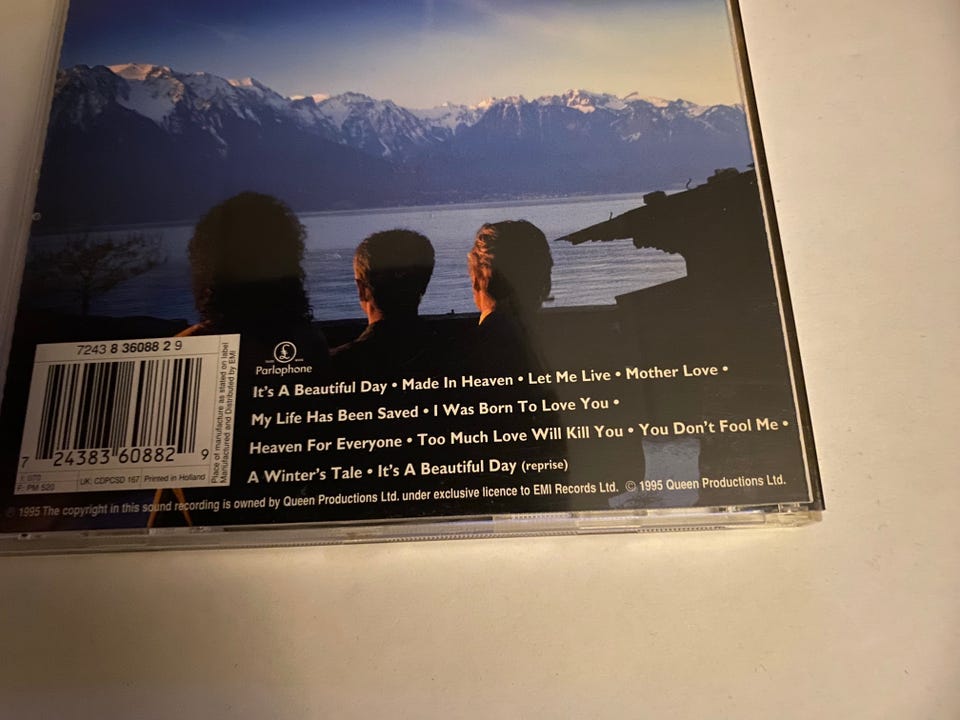 7243 8 36088 2 9
Place of manufacture as stated on label
Manufactured and Distributed by EMI
7 24383 60882 9
F: PM 520
UK: CDPCSD 167
Printed in Holland
Parlophone
It's A Beautiful Day • Made In Heaven • Let Me Live • Mother Love •
My Life Has Been Saved • I Was Born To Love You •
Heaven For Everyone • Too Much Love Will Kill You • You Don't Fool Me •
A Winter's Tale • It's A Beautiful Day (reprise)
℗ 1995 The copyright in this sound recording is owned by Queen Productions Ltd. under exclusive licence to EMI Records Ltd. © 1995 Queen Productions Ltd.